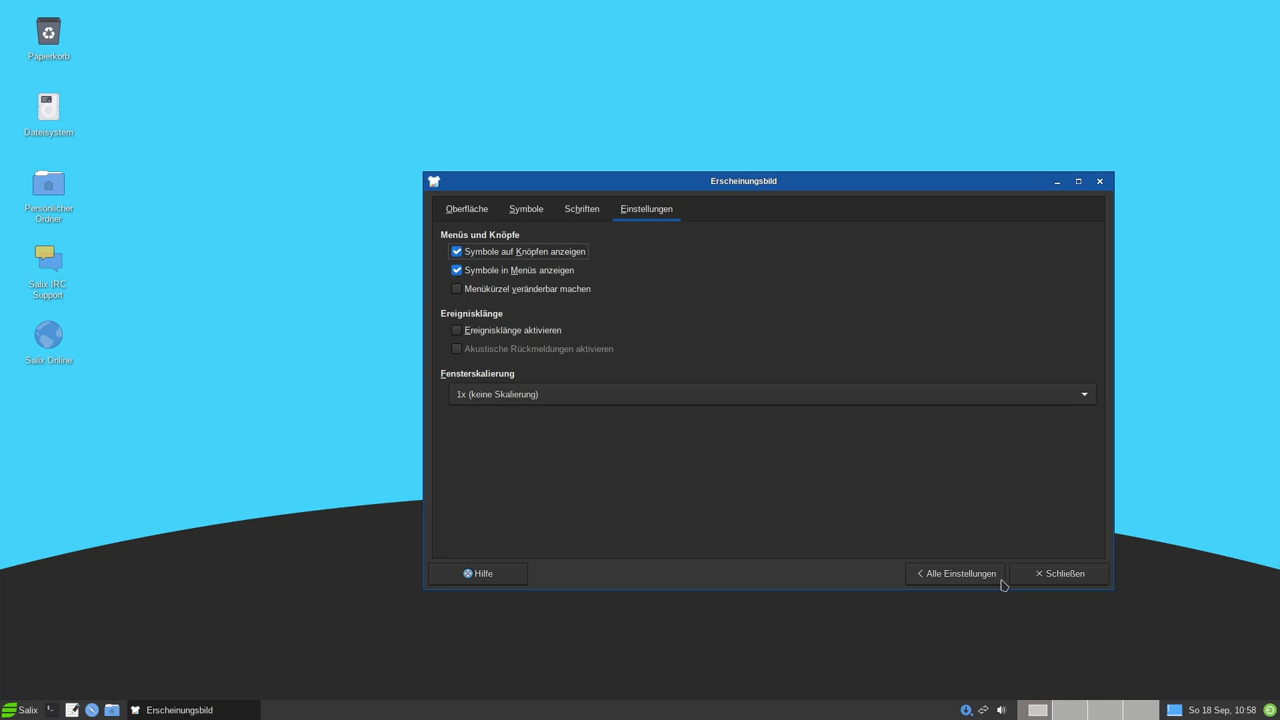 Papierkorb
Dateisystem
Persönlicher
Ordner
Salix IRC
Support
Salix Online
Erscheinungsbild
Oberfläche Symbole Schriften Einstellungen
Menüs und Knöpfe
Symbole auf Knöpfen anzeigen
Symbole in Menüs anzeigen
Menükürzel veränderbar machen
Ereignisklänge
Ereignisklänge aktivieren
Akustische Rückmeldungen aktivieren
Fensterskalierung
1x (keine Skalierung)
Hilfe Alle Einstellungen Schließen
Salix Erscheinungsbild So 18 Sep, 10:58